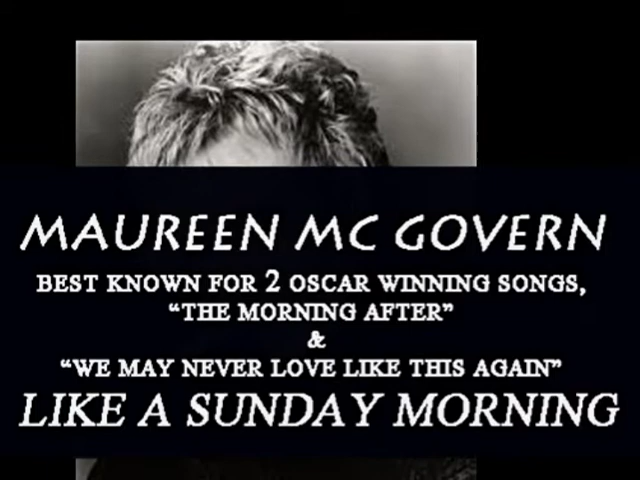 MAUREEN MC GOVERN
BEST KNOWN FOR 2 OSCAR WINNING SONGS,
“THE MORNING AFTER”
&
“WE MAY NEVER LOVE LIKE THIS AGAIN”
LIKE A SUNDAY MORNING